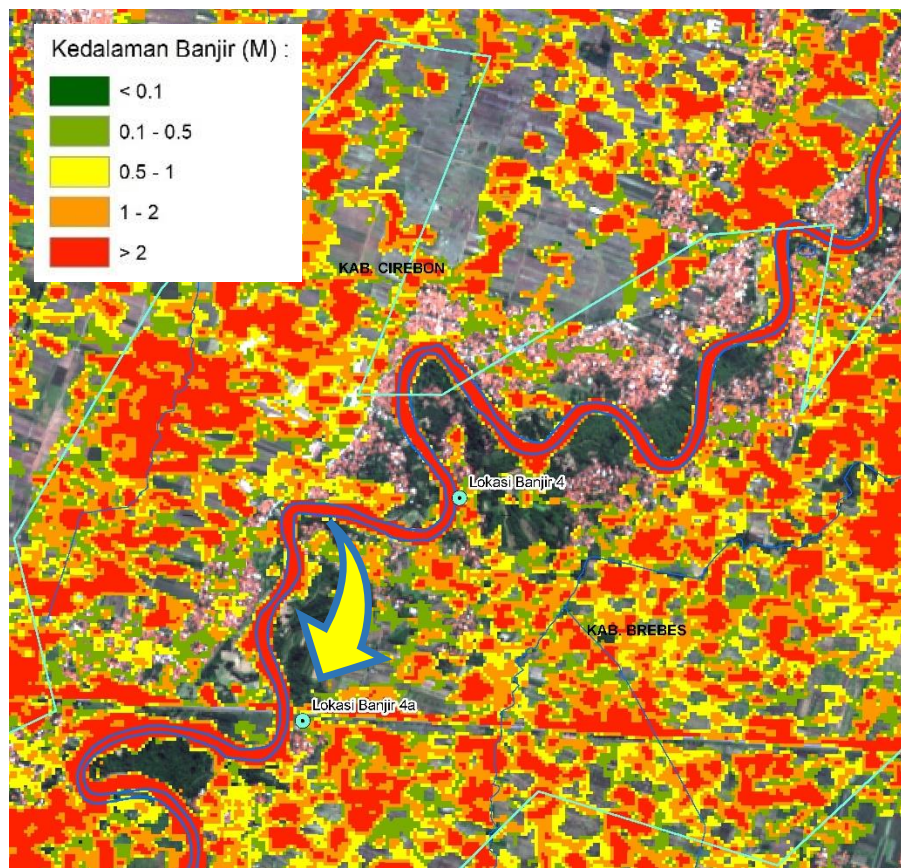 Kedalaman Banjir (M) :
< 0.1
0.1 - 0.5
0.5 - 1
1 - 2
> 2
KAB. CIREBON
Lokasi Banjir 4
KAB. BREBES
Lokasi Banjir 4a